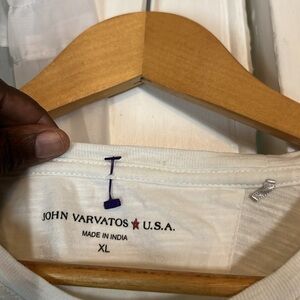 JOHN VARVATOS ★ U.S.A.
MADE IN INDIA
XL